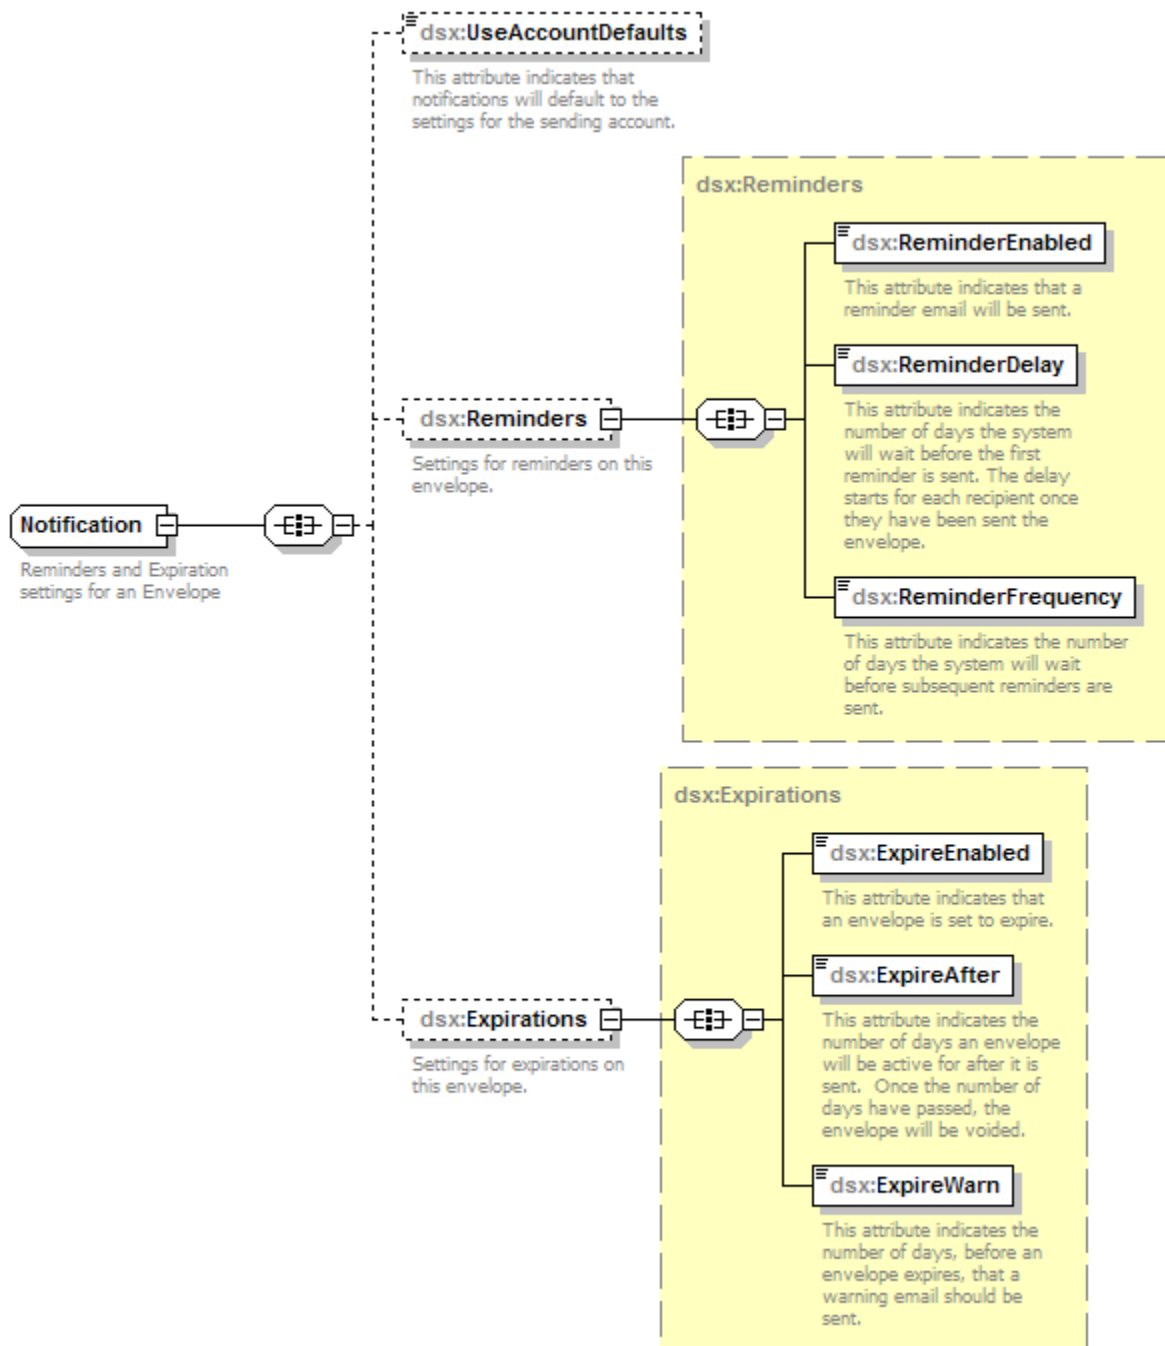 dsx:UseAccountDefaults
This attribute indicates that
notifications will default to the
settings for the sending account.
dsx:Reminders
dsx:ReminderEnabled
This attribute indicates that a
reminder email will be sent.
dsx:ReminderDelay
This attribute indicates the
number of days the system
will wait before the first
reminder is sent. The delay
starts for each recipient once
they have been sent the
envelope.
dsx:Reminders
Settings for reminders on this
envelope.
dsx:ReminderFrequency
This attribute indicates the number
of days the system will wait
before subsequent reminders are
sent.
Notification
Reminders and Expiration
settings for an Envelope
dsx:Expirations
dsx:ExpireEnabled
This attribute indicates that
an envelope is set to expire.
dsx:ExpireAfter
This attribute indicates the
number of days an envelope
will be active for after it is
sent.  Once the number of
days have passed, the
envelope will be voided.
dsx:Expirations
Settings for expirations on
this envelope.
dsx:ExpireWarn
This attribute indicates the
number of days, before an
envelope expires, that a
warning email should be
sent.